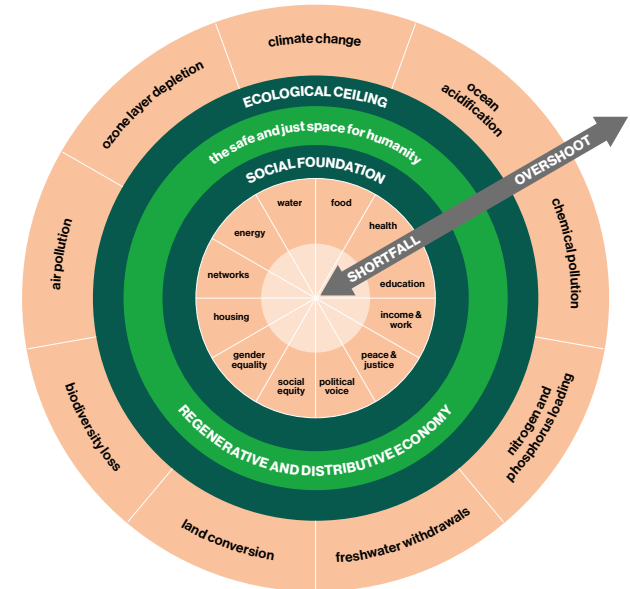 climate change
ocean
acidification
chemical pollution
nitrogen and
phosphorus loading
freshwater withdrawals
land conversion
biodiversity loss
air pollution
ozone layer depletion
ECOLOGICAL CEILING
the safe and just space for humanity
SOCIAL FOUNDATION
OVERSHOOT
SHORTFALL
water
food
health
education
income &
work
peace &
justice
political
voice
social
equity
gender
equality
housing
networks
energy
REGENERATIVE AND DISTRIBUTIVE ECONOMY